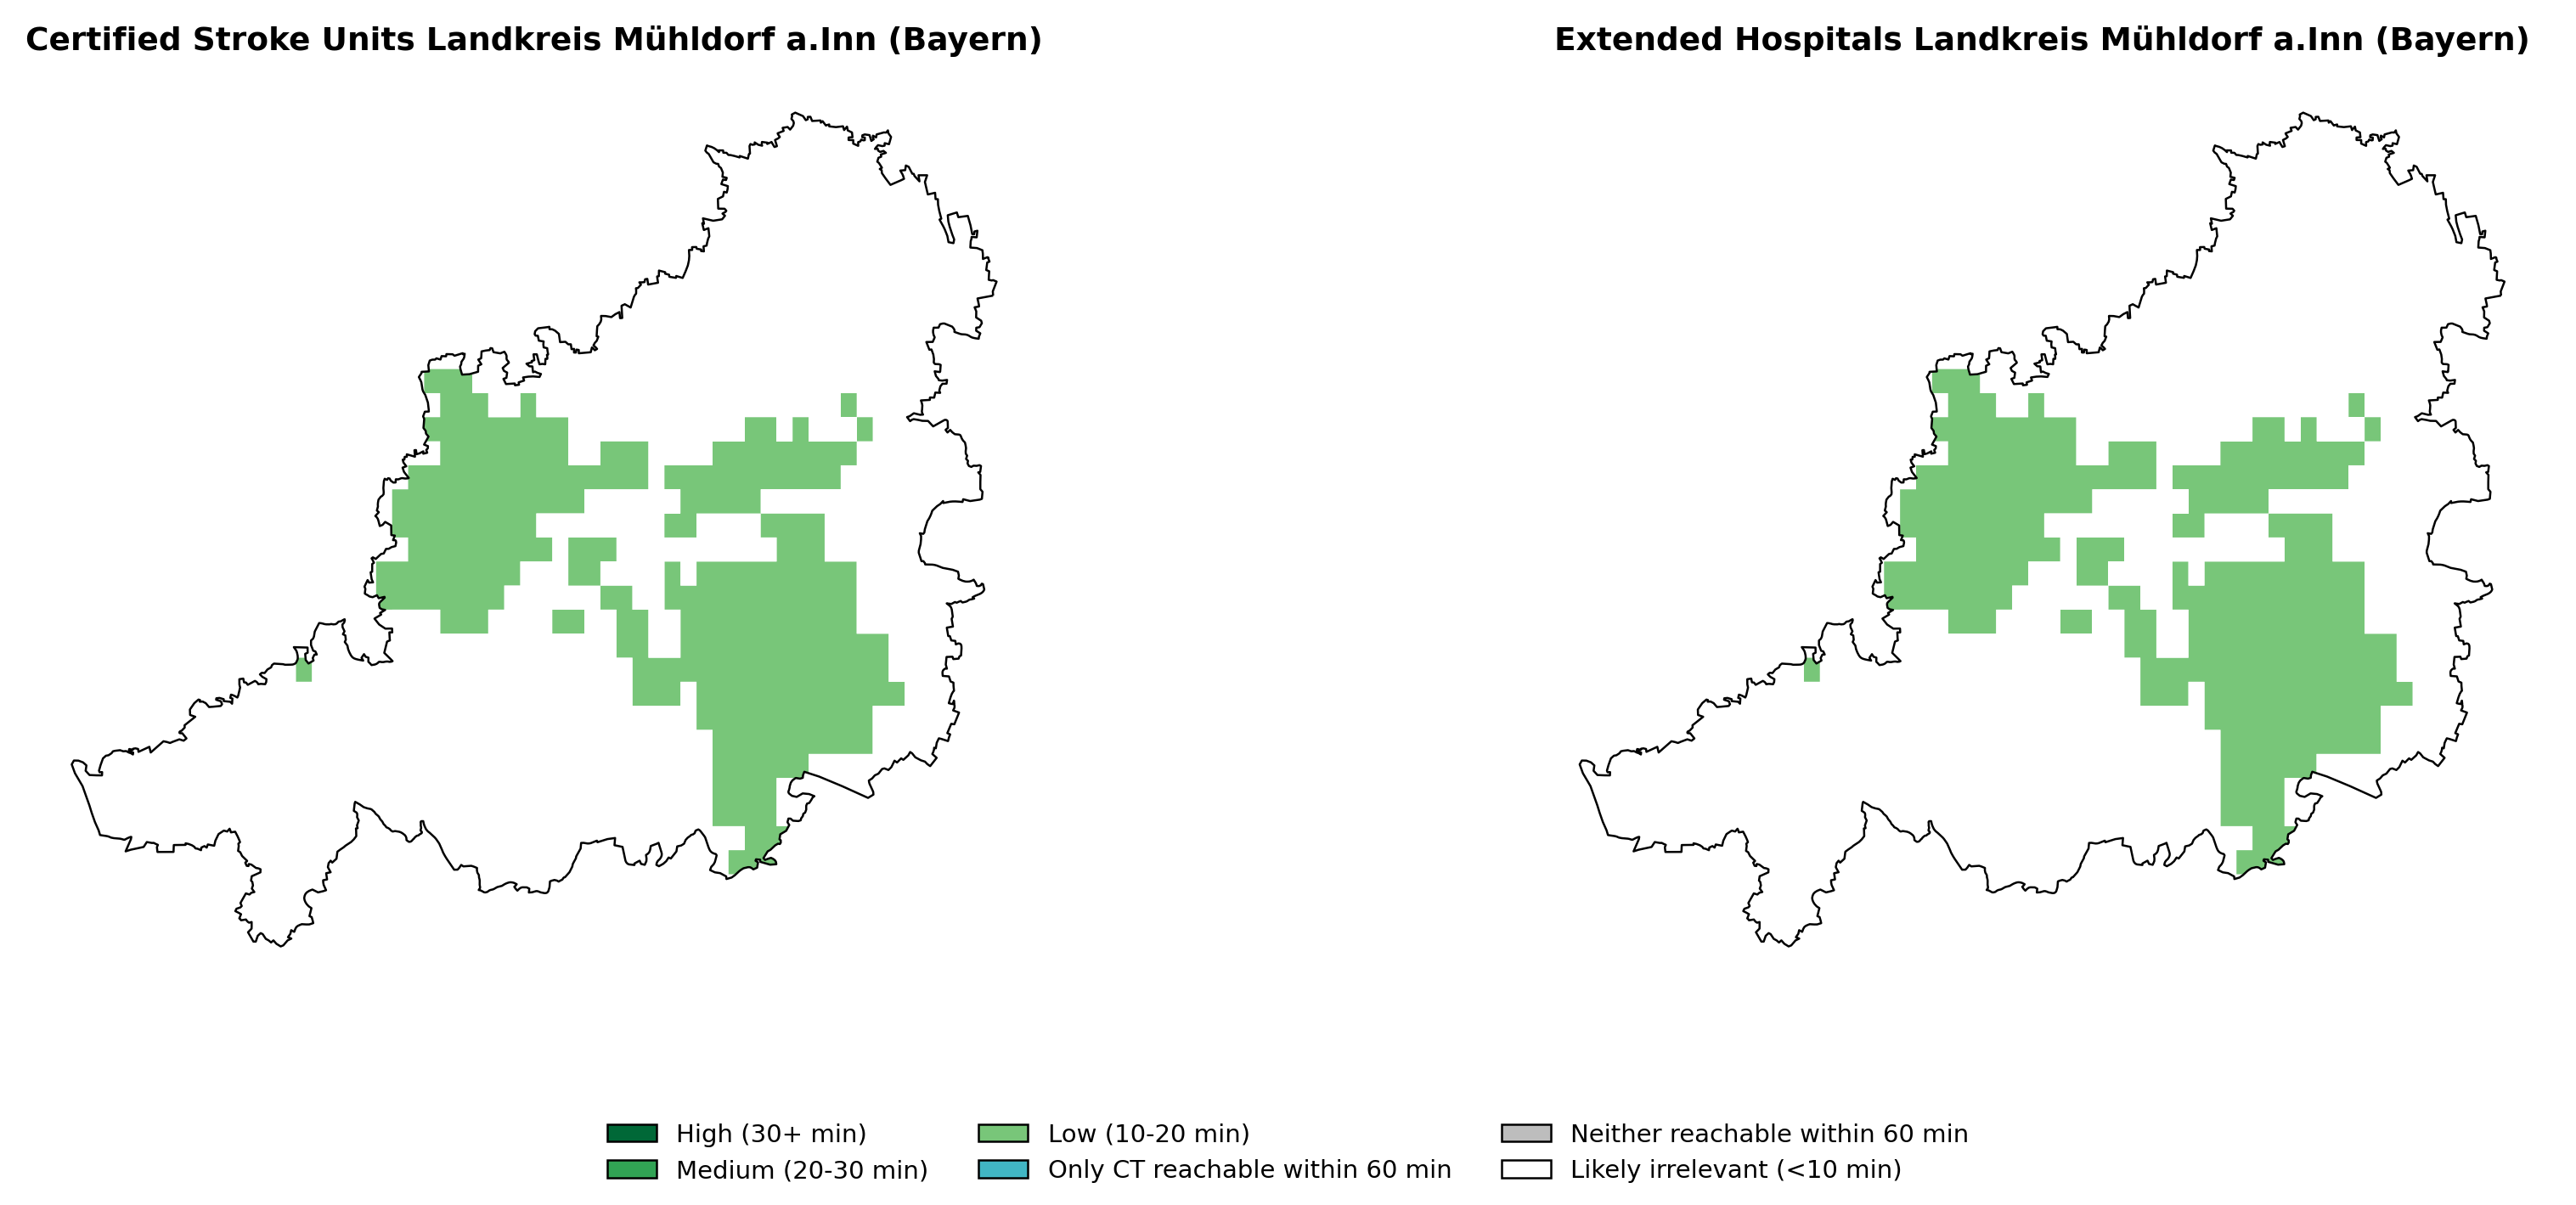 Certified Stroke Units Landkreis Mühldorf a.Inn (Bayern)
Extended Hospitals Landkreis Mühldorf a.Inn (Bayern)
High (30+ min)
Medium (20-30 min)
Low (10-20 min)
Only CT reachable within 60 min
Neither reachable within 60 min
Likely irrelevant (<10 min)